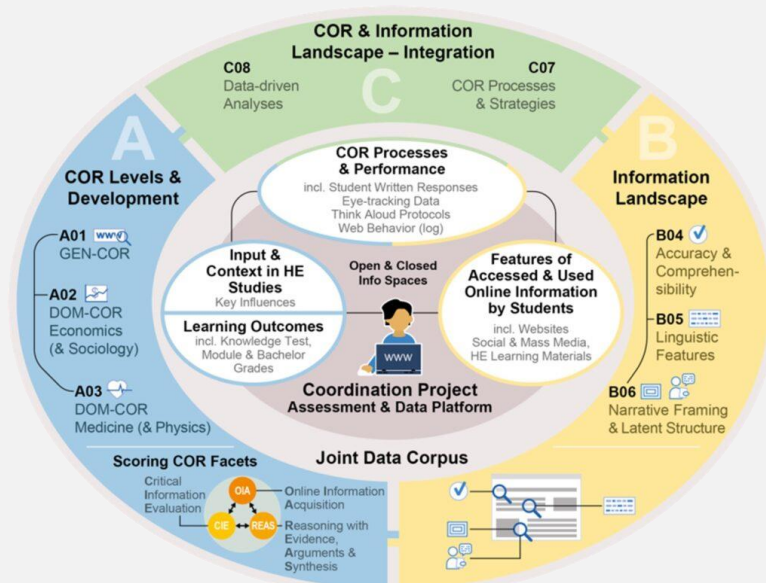 COR & Information
Landscape – Integration
C08
Data-driven
Analyses
C
C07
COR Processes
& Strategies
A
COR Levels &
Development
A01 www
GEN-COR
A02
DOM-COR
Economics
(& Sociology)
A03
DOM-COR
Medicine (& Physics)
B
Information
Landscape
B04
Accuracy &
Comprehen-
sibility
B05
Linguistic
Features
B06
Narrative Framing
& Latent Structure
COR Processes
& Performance
incl. Student Written Responses
Eye-tracking Data
Think Aloud Protocols
Web Behavior (log)
Input &
Context in HE
Studies
Key Influences
Learning Outcomes
incl. Knowledge Test,
Module & Bachelor
Grades
Open & Closed
Info Spaces
WWW
Features of
Accessed & Used
Online Information
by Students
incl. Websites
Social & Mass Media,
HE Learning Materials
Coordination Project
Assessment & Data Platform
Joint Data Corpus
Scoring COR Facets
Critical
Information
Evaluation
OIA
CIE
REAS
Online Information
Acquisition
Reasoning with
Evidence,
Arguments &
Synthesis